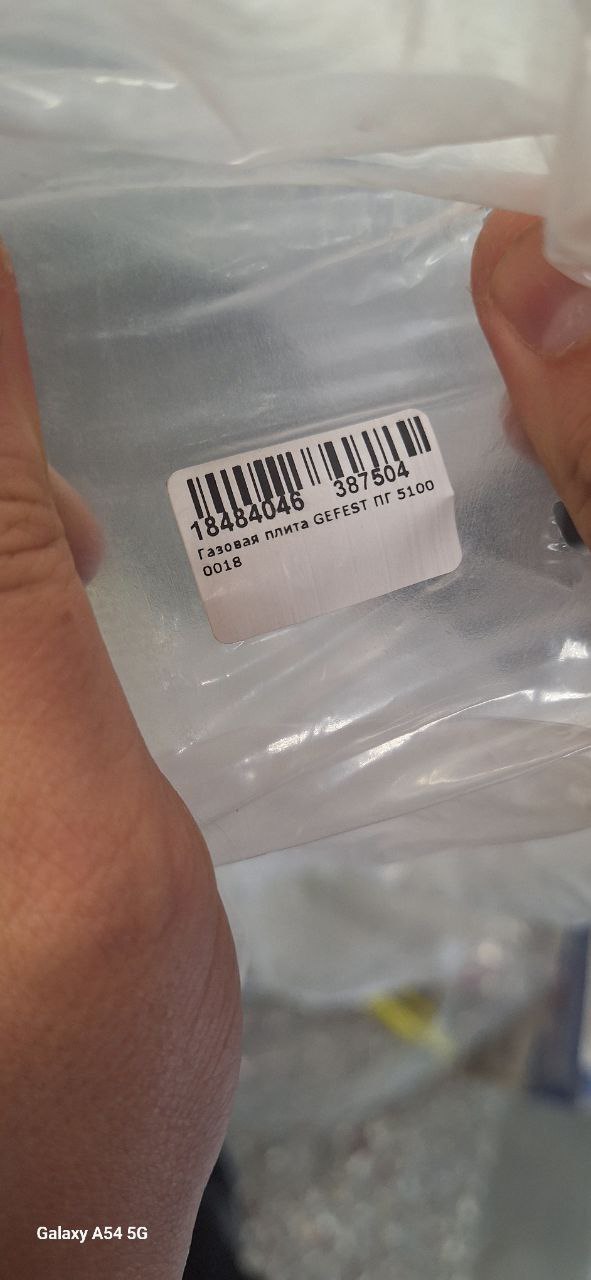 18484046 387504
Газовая плита GEFEST ПГ 5100
0018
Galaxy A54 5G